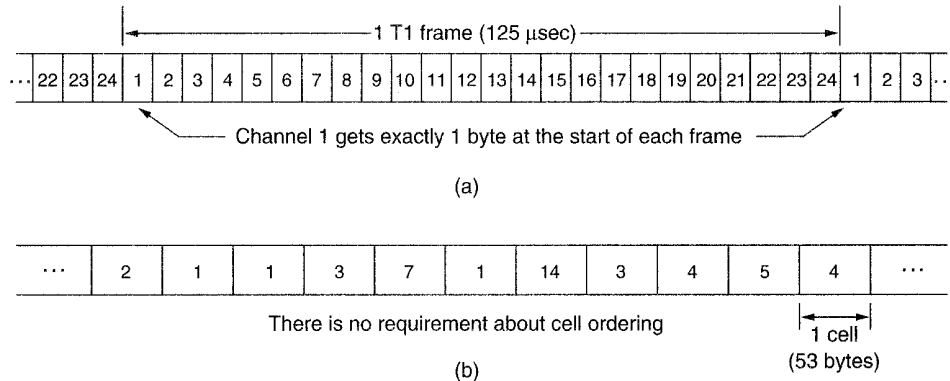 1 T1 frame (125 μsec)
··· 22 23 24 1 2 3 4 5 6 7 8 9 10 11 12 13 14 15 16 17 18 19 20 21 22 23 24 1 2 3 ··
Channel 1 gets exactly 1 byte at the start of each frame
(a)
··· 2 1 1 3 7 1 14 3 4 5 4 ···
There is no requirement about cell ordering
1 cell
(53 bytes)
(b)